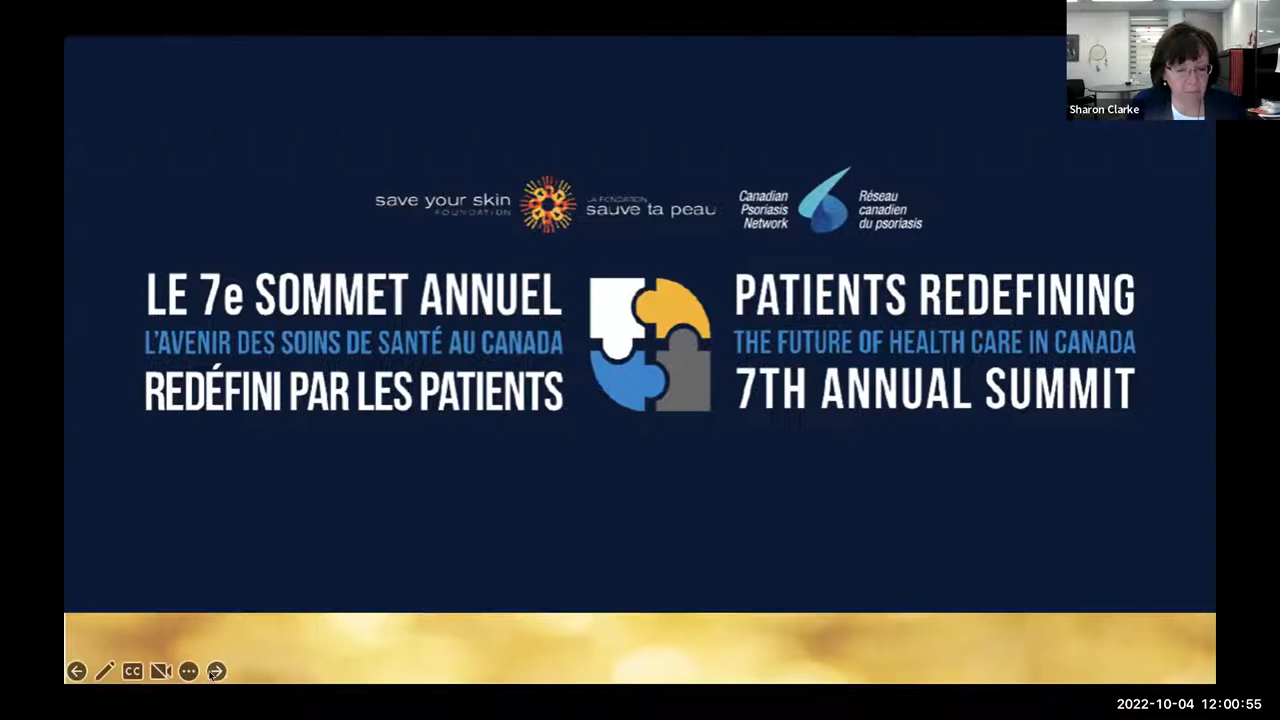 Sharon Clarke
save your skin
FOUNDATION
LA FONDATION
sauve ta peau
Canadian
Psoriasis
Network
Réseau
canadien
du psoriasis
LE 7e SOMMET ANNUEL
L'AVENIR DES SOINS DE SANTÉ AU CANADA
REDÉFINI PAR LES PATIENTS
PATIENTS REDEFINING
THE FUTURE OF HEALTH CARE IN CANADA
7TH ANNUAL SUMMIT
CC
2022-10-04 12:00:55